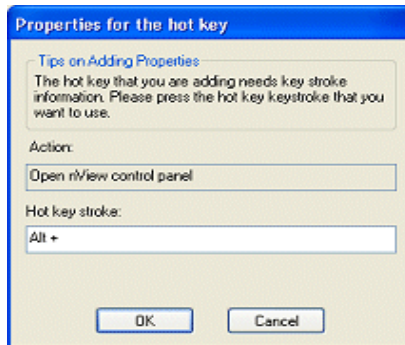 Properties for the hot key
Tips on Adding Properties
The hot key that you are adding needs key stroke
information. Please press the hot key keystroke that you
want to use.
Action:
Open nView control panel
Hot key stroke:
Alt +
OK
Cancel